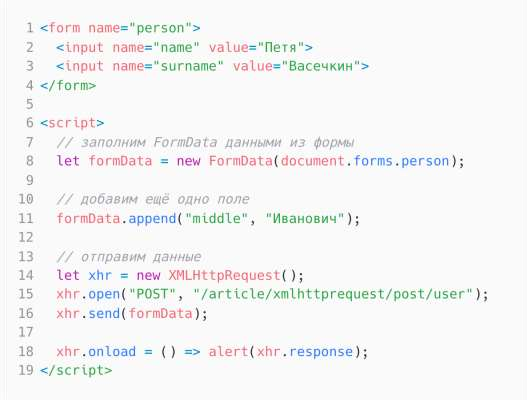 1 <form name="person">
2   <input name="name" value="Петя">
3   <input name="surname" value="Васечкин">
4 </form>
5
6 <script>
7   // заполним FormData данными из формы
8   let formData = new FormData(document.forms.person);
9
10   // добавим ещё одно поле
11   formData.append("middle", "Иванович");
12
13   // отправим данные
14   let xhr = new XMLHttpRequest();
15   xhr.open("POST", "/article/xmlhttprequest/post/user");
16   xhr.send(formData);
17
18   xhr.onload = () => alert(xhr.response);
19 </script>